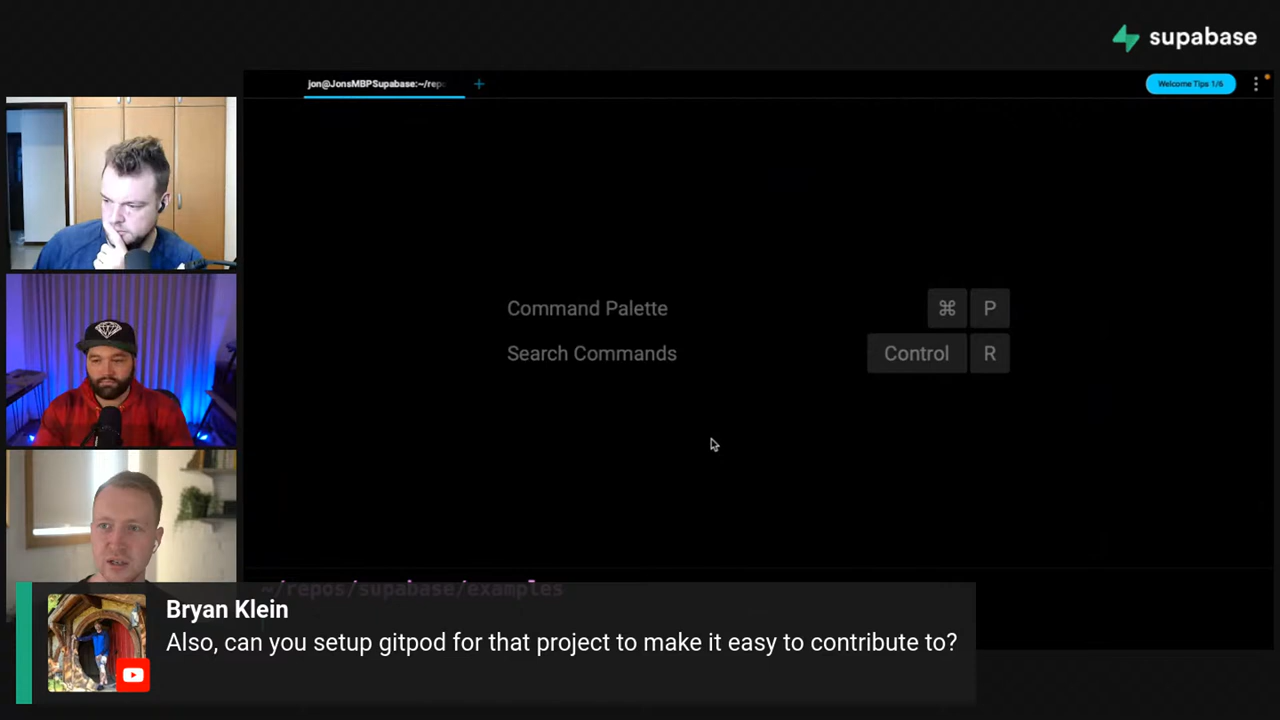 supabase
jon@JonsMBPSupabase:~/repo
+
Welcome Tips 1/6
Command Palette
⌘ P
Search Commands
Control R
~/repos/supabase/examples
Bryan Klein
Also, can you setup gitpod for that project to make it easy to contribute to?